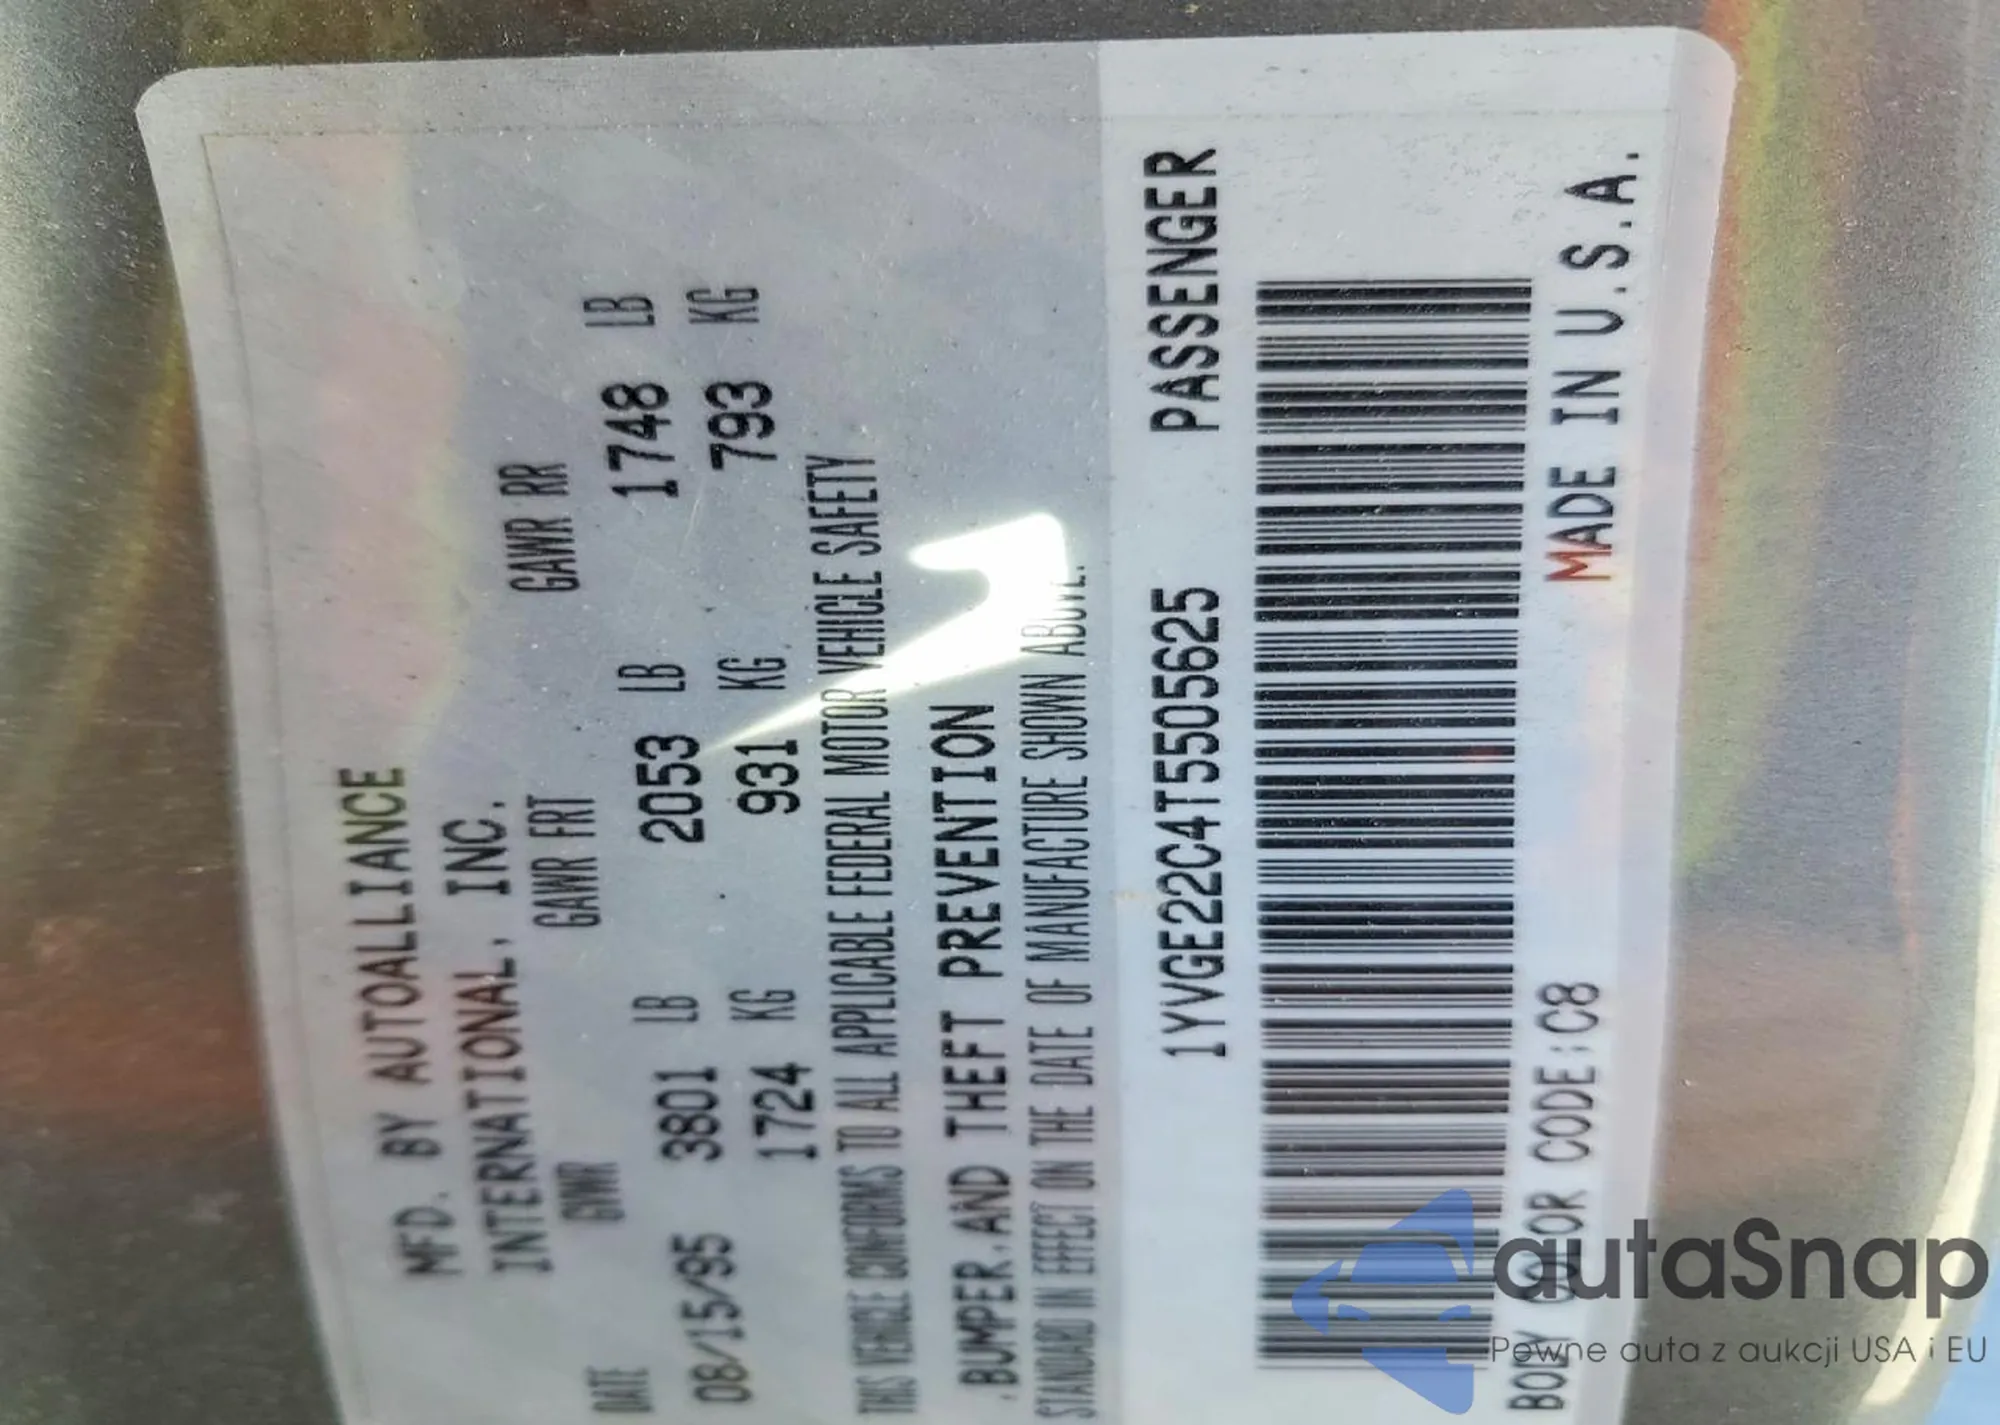 MFD. BY AUTOALLIANCE
INTERNATIONAL, INC.
DATE GVWR GAWR FRT GAWR RR
08/15/95 3801 LB 2053 LB 1748 LB
1724 KG 931 KG 793 KG
THIS VEHICLE CONFORMS TO ALL APPLICABLE FEDERAL MOTOR VEHICLE SAFETY
,BUMPER,AND THEFT PREVENTION
STANDARD IN EFFECT ON THE DATE OF MANUFACTURE SHOWN ABOVE.
1YVGE22C4T5505625 PASSENGER
BODY COLOR CODE:C8 MADE IN U.S.A.
autaSnap
Pewne auta z aukcji USA i EU